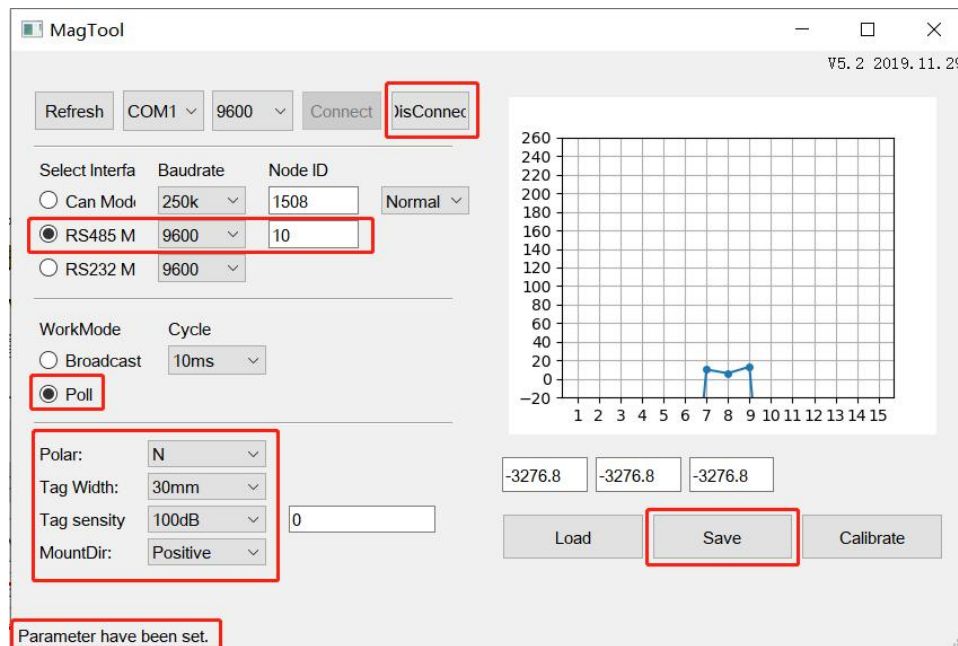 MagTool
V5.2 2019.11.29
Refresh COM1 9600 Connect DisConnec
Select Interfa Baudrate Node ID
Can Mode 250k 1508 Normal
RS485 M 9600 10
RS232 M 9600
WorkMode Cycle
Broadcast 10ms
Poll
Polar: N
Tag Width: 30mm
Tag sensity 100dB 0
MountDir: Positive
Parameter have been set.
260
240
220
200
180
160
140
120
100
80
60
40
20
0
−20
1 2 3 4 5 6 7 8 9 10 11 12 13 14 15
-3276.8 -3276.8 -3276.8
Load Save Calibrate